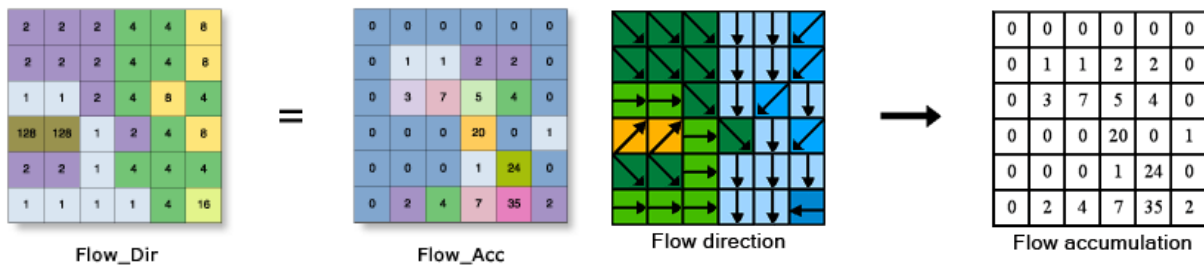 2 2 2 4 4 8
2 2 2 4 4 8
1 1 2 4 8 4
128 128 1 2 4 8
2 2 1 4 4 4
1 1 1 1 4 16
Flow_Dir
=
0 0 0 0 0 0
0 1 1 2 2 0
0 3 7 5 4 0
0 0 0 20 0 1
0 0 0 1 24 0
0 2 4 7 35 2
Flow_Acc
Flow direction
0 0 0 0 0 0
0 1 1 2 2 0
0 3 7 5 4 0
0 0 0 20 0 1
0 0 0 1 24 0
0 2 4 7 35 2
Flow accumulation